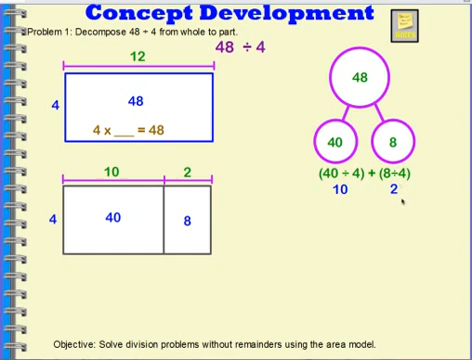 Concept Development
Problem 1: Decompose 48 ÷ 4 from whole to part.
48 ÷ 4
12
4
48
4 x ___ = 48
48
40
8
(40 ÷ 4) + (8÷4)
10
2
10
2
4
40
8
Objective: Solve division problems without remainders using the area model.